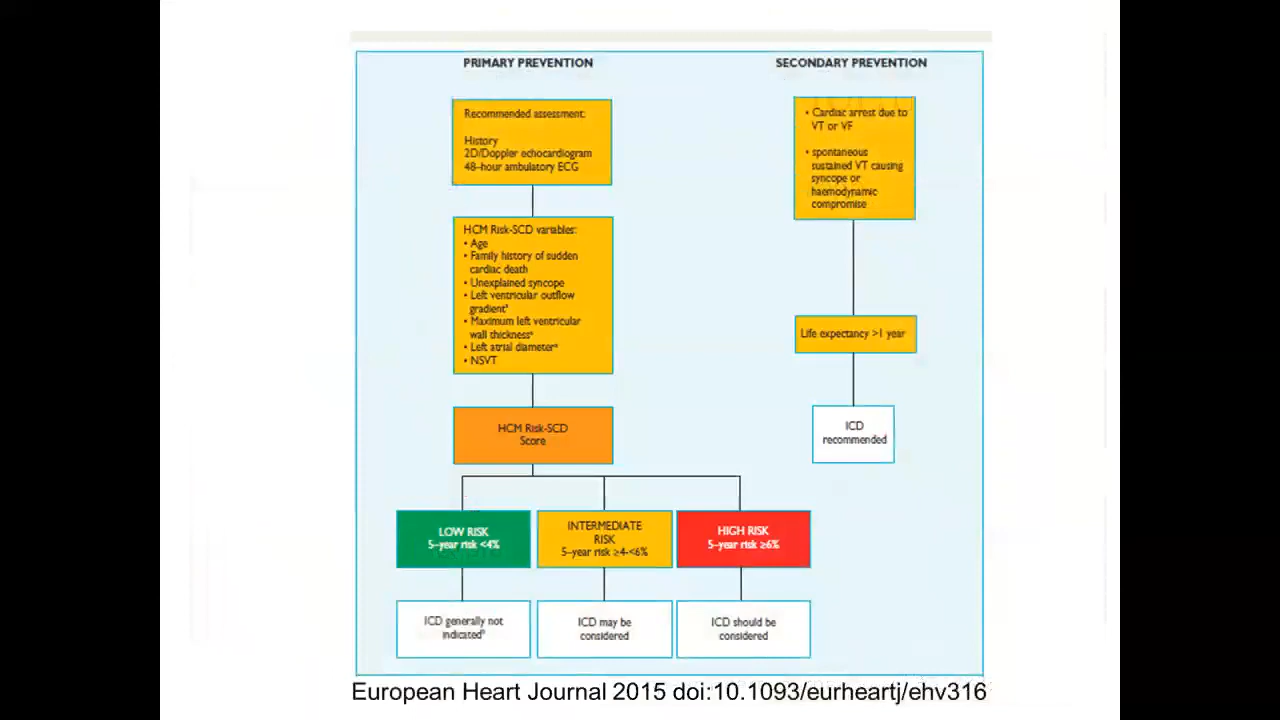 PRIMARY PREVENTION
Recommended assessment:
History
2D/Doppler echocardiogram
48-hour ambulatory ECG
HCM Risk-SCD variables:
• Age
• Family history of sudden
cardiac death
• Unexplained syncope
• Left ventricular outflow
gradientª
• Maximum left ventricular
wall thicknessª
• Left atrial diameterª
• NSVT
HCM Risk-SCD
Score
LOW RISK
5-year risk <4%
INTERMEDIATE
RISK
5-year risk ≥4-<6%
HIGH RISK
5-year risk ≥6%
ICD generally not
indicatedᵇ
ICD may be
considered
ICD should be
considered
SECONDARY PREVENTION
• Cardiac arrest due to
VT or VF
• spontaneous
sustained VT causing
syncope or
haemodynamic
compromise
Life expectancy >1 year
ICD
recommended
European Heart Journal 2015 doi:10.1093/eurheartj/ehv316